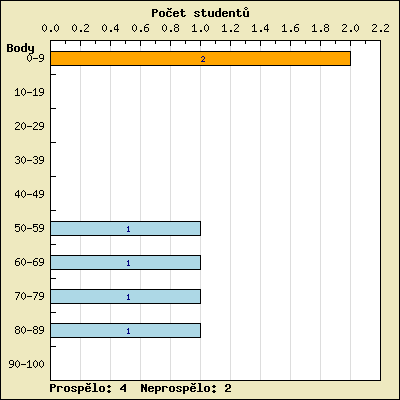 Počet studentů
0.0 0.2 0.4 0.6 0.8 1.0 1.2 1.4 1.6 1.8 2.0 2.2
Body
0-9 2
10-19
20-29
30-39
40-49
50-59 1
60-69 1
70-79 1
80-89 1
90-100
Prospělo: 4 Neprospělo: 2